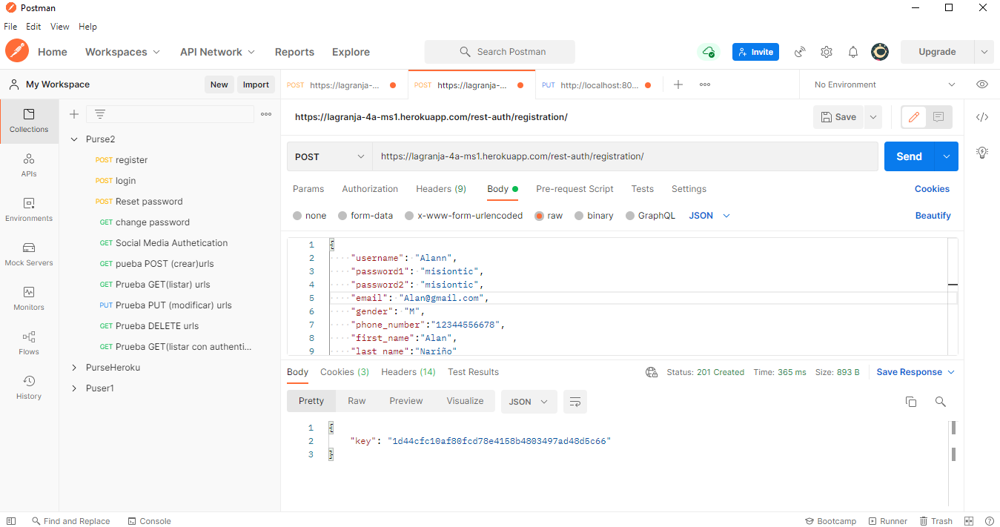 Postman
File Edit View Help
Home Workspaces API Network Reports Explore Search Postman Invite Upgrade
My Workspace New Import
POST https://lagranja-... POST https://lagranja-... PUT http://localhost:80... No Environment
Collections
APIs
Environments
Mock Servers
Monitors
Flows
History
Purse2
POST register
POST login
POST Reset password
GET change password
GET Social Media Authetication
GET pueba POST (crear)urls
GET Prueba GET(listar) urls
PUT Prueba PUT (modificar) urls
GET Prueba DELETE urls
GET Prueba GET(listar con authenti...
PurseHeroku
Puser1
https://lagranja-4a-ms1.herokuapp.com/rest-auth/registration/ Save
POST https://lagranja-4a-ms1.herokuapp.com/rest-auth/registration/ Send
Params Authorization Headers (9) Body Pre-request Script Tests Settings Cookies
none form-data x-www-form-urlencoded raw binary GraphQL JSON Beautify
1 {
2 "username": "Alann",
3 "password1": "misiontic",
4 "password2": "misiontic",
5 "email": "Alan@gmail.com",
6 "gender": "M",
7 "phone_number":"12344556678",
8 "first_name":"Alan",
9 "last_name":"Nariño"
Body Cookies (3) Headers (14) Test Results Status: 201 Created Time: 365 ms Size: 893 B Save Response
Pretty Raw Preview Visualize JSON
1 {
2 "key": "1d44cfc10af80fcd78e4158b4803497ad48d5c66"
3 }
Find and Replace Console Bootcamp Runner Trash